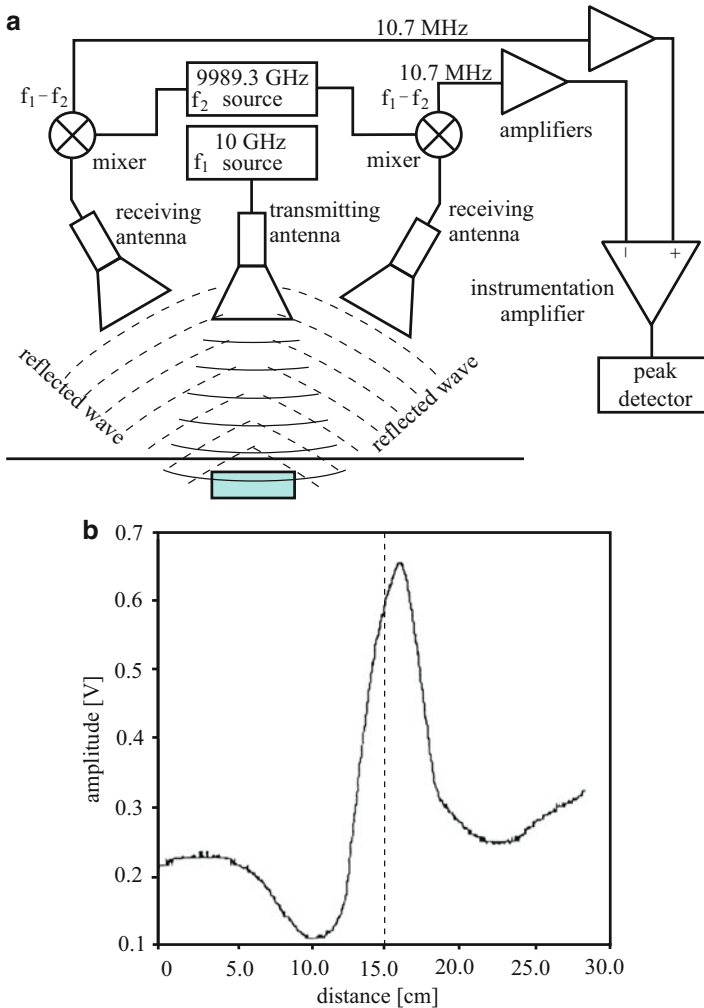 a
10.7 MHz
f₁-f₂
9989.3 GHz
f₂ source
f₁-f₂
10.7 MHz
mixer
10 GHz
f₁ source
mixer
amplifiers
receiving
antenna
transmitting
antenna
receiving
antenna
- +
instrumentation
amplifier
reflected wave
reflected wave
peak
detector
b
0.7
0.6
0.5
0.4
0.3
0.2
0.1
amplitude [V]
0 5.0 10.0 15.0 20.0 25.0 30.0
distance [cm]